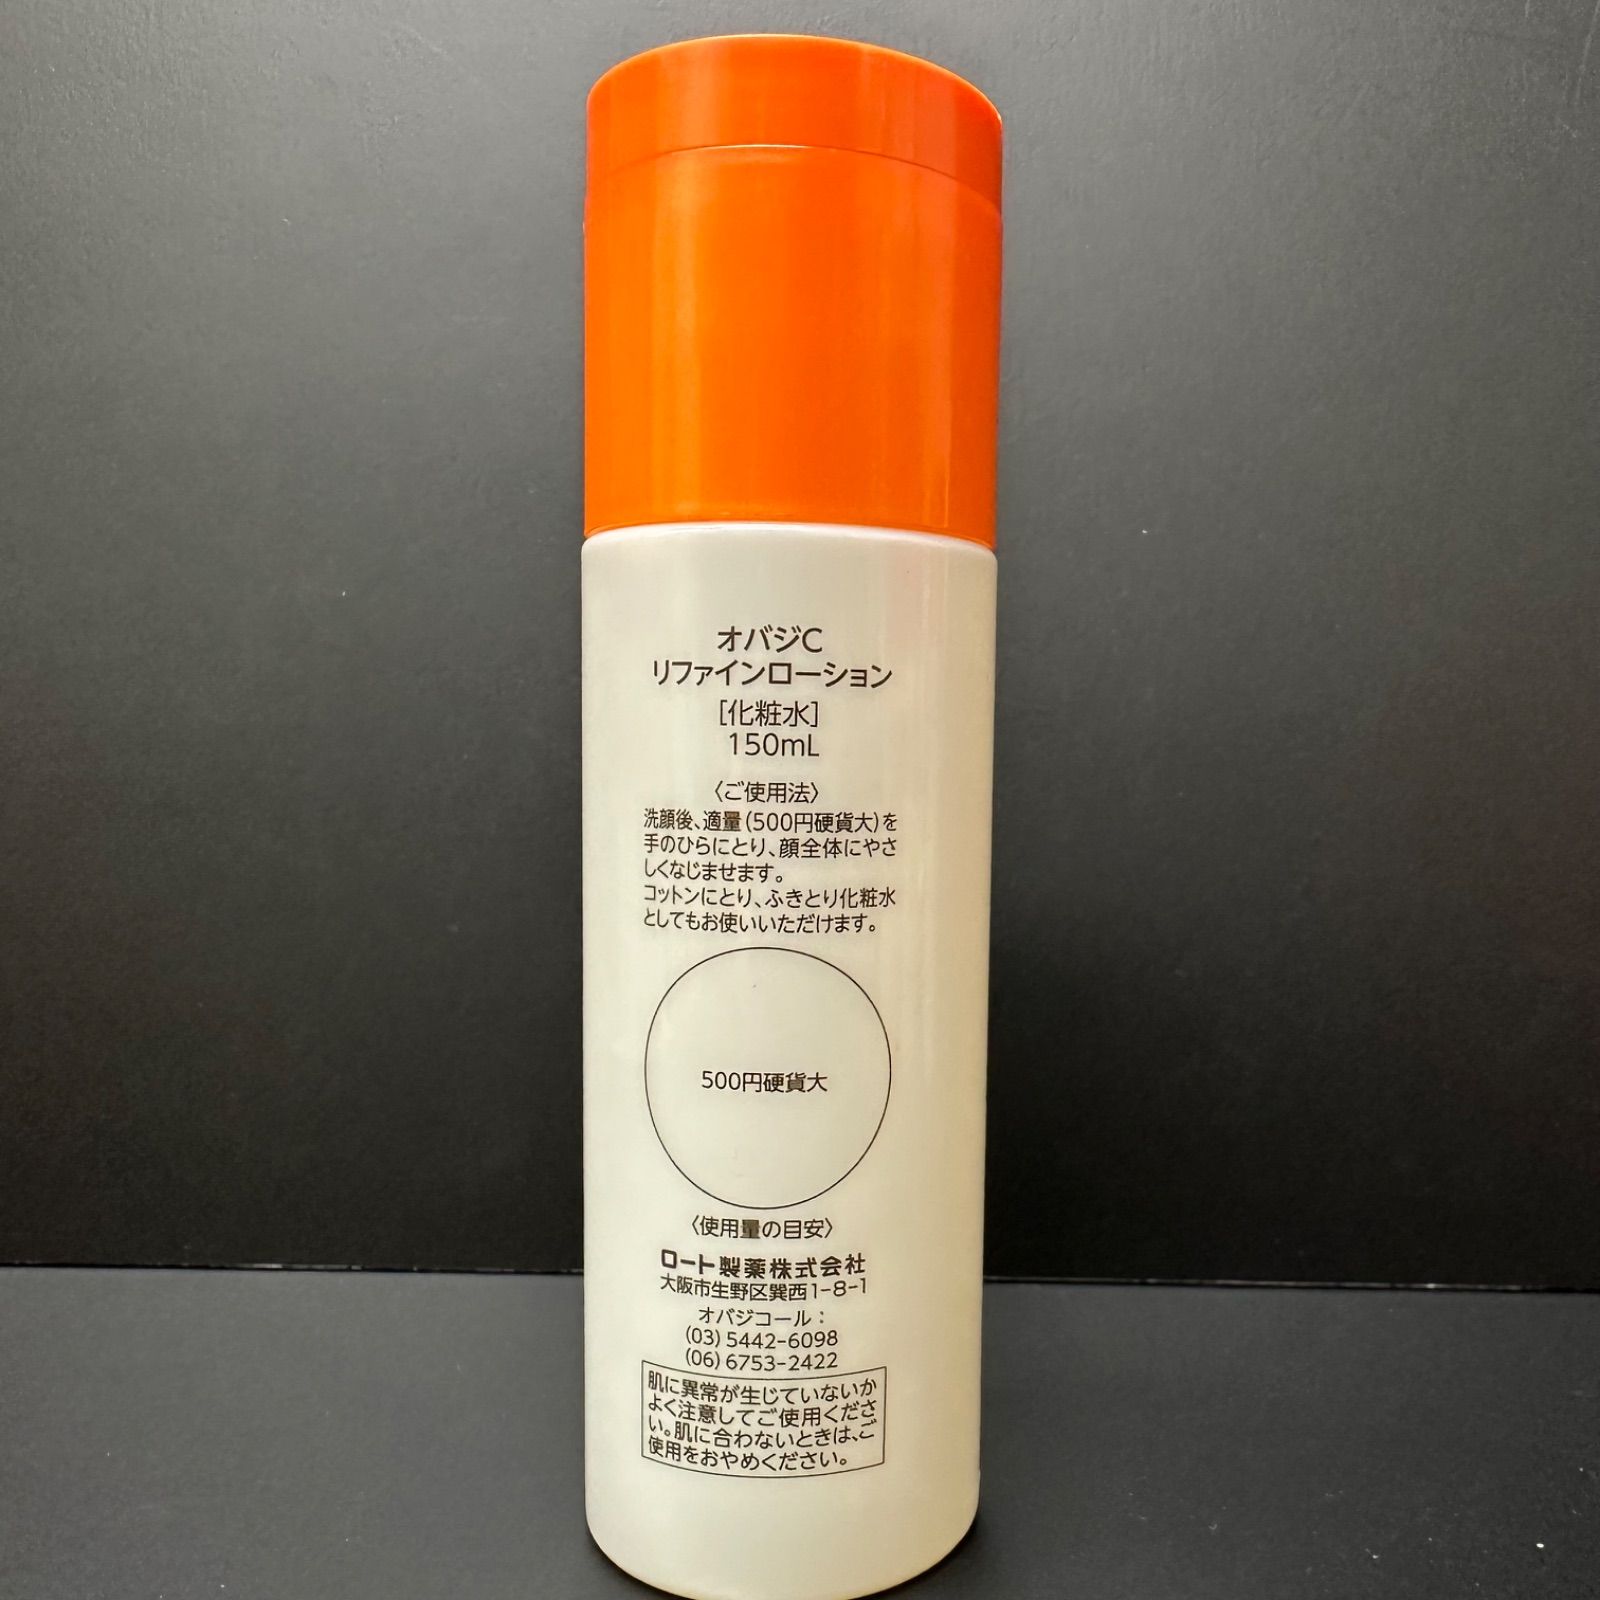 オバジC
リファインローション
[化粧水]
150mL
〈ご使用法〉
洗顔後、適量(500円硬貨大)を
手のひらにとり、顔全体にやさ
しくなじませます。
コットンにとり、ふきとり化粧水
としてもお使いいただけます。
500円硬貨大
〈使用量の目安〉
ロート製薬株式会社
大阪市生野区巽西1-8-1
オバジコール：
(03)5442-6098
(06)6753-2422
肌に異常が生じていないか
よく注意してご使用くださ
い。肌に合わないときは、ご
使用をおやめください。